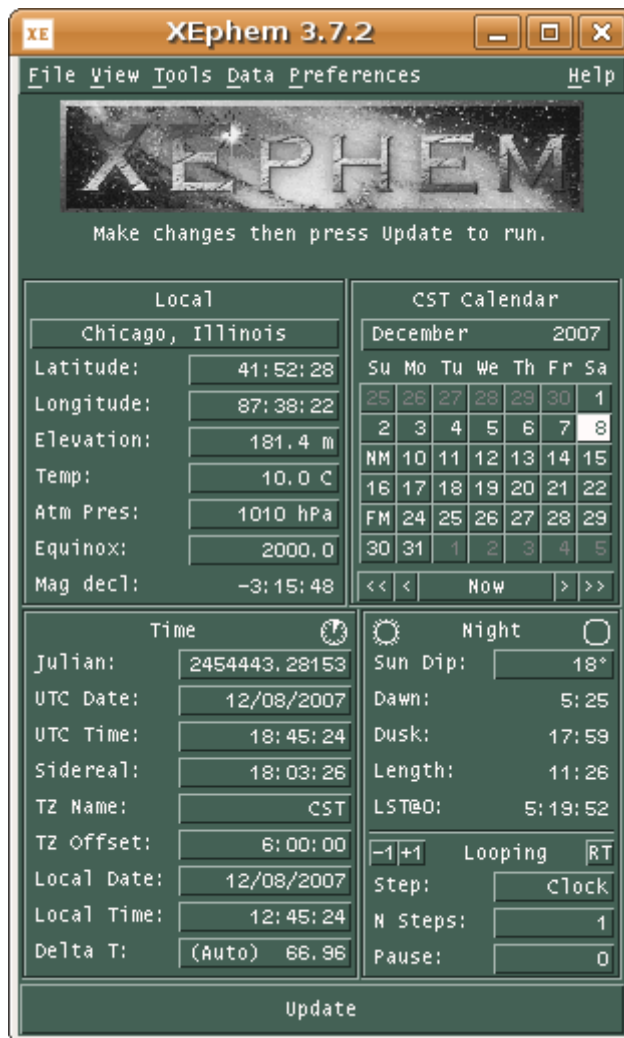 XE XEphem 3.7.2
File View Tools Data Preferences Help
XEPHEM
Make changes then press Update to run.
Local
Chicago, Illinois
Latitude: 41:52:28
Longitude: 87:38:22
Elevation: 181.4 m
Temp: 10.0 C
Atm Pres: 1010 hPa
Equinox: 2000.0
Mag decl: -3:15:48
CST Calendar
December 2007
Su Mo Tu We Th Fr Sa
25 26 27 28 29 30 1
2 3 4 5 6 7 8
NM 10 11 12 13 14 15
16 17 18 19 20 21 22
FM 24 25 26 27 28 29
30 31 1 2 3 4 5
<< < Now > >>
Time
Julian: 2454443.28153
UTC Date: 12/08/2007
UTC Time: 18:45:24
Sidereal: 18:03:26
TZ Name: CST
TZ Offset: 6:00:00
Local Date: 12/08/2007
Local Time: 12:45:24
Delta T: (Auto) 66.96
Night
Sun Dip: 18°
Dawn: 5:25
Dusk: 17:59
Length: 11:26
LST@0: 5:19:52
-1 +1 Looping RT
Step: Clock
N Steps: 1
Pause: 0
Update